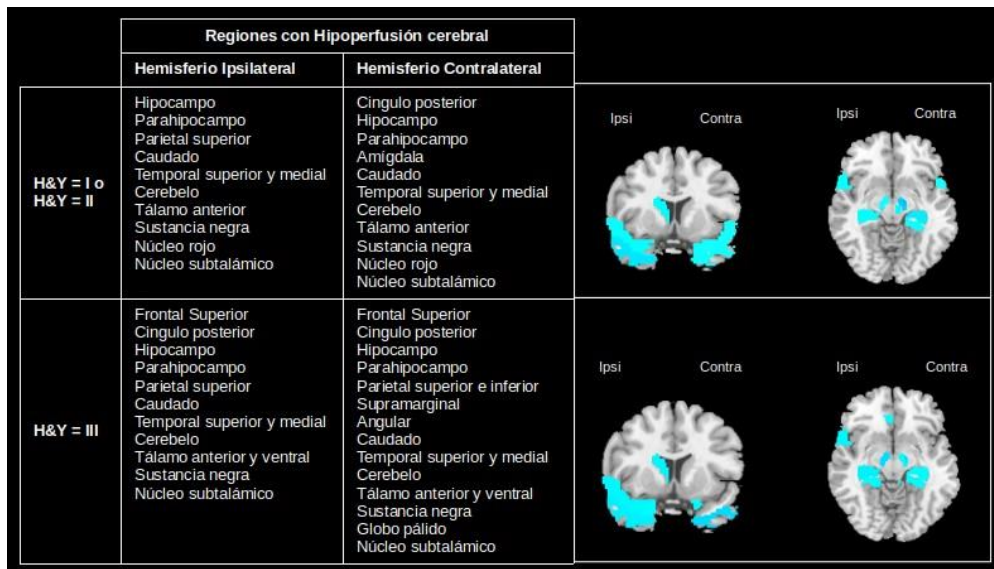 Regiones con Hipoperfusión cerebral
Hemisferio Ipsilateral
Hemisferio Contralateral
H&Y = I o
H&Y = II
Hipocampo
Parahipocampo
Parietal superior
Caudado
Temporal superior y medial
Cerebelo
Tálamo anterior
Sustancia negra
Núcleo rojo
Núcleo subtalámico
Cingulo posterior
Hipocampo
Parahipocampo
Amígdala
Caudado
Temporal superior y medial
Cerebelo
Tálamo anterior
Sustancia negra
Núcleo rojo
Núcleo subtalámico
Ipsi
Contra
Ipsi
Contra
H&Y = III
Frontal Superior
Cingulo posterior
Hipocampo
Parahipocampo
Parietal superior
Caudado
Temporal superior y medial
Cerebelo
Tálamo anterior y ventral
Sustancia negra
Núcleo subtalámico
Frontal Superior
Cingulo posterior
Hipocampo
Parahipocampo
Parietal superior e inferior
Supramarginal
Angular
Caudado
Temporal superior y medial
Cerebelo
Tálamo anterior y ventral
Sustancia negra
Globo pálido
Núcleo subtalámico
Ipsi
Contra
Ipsi
Contra